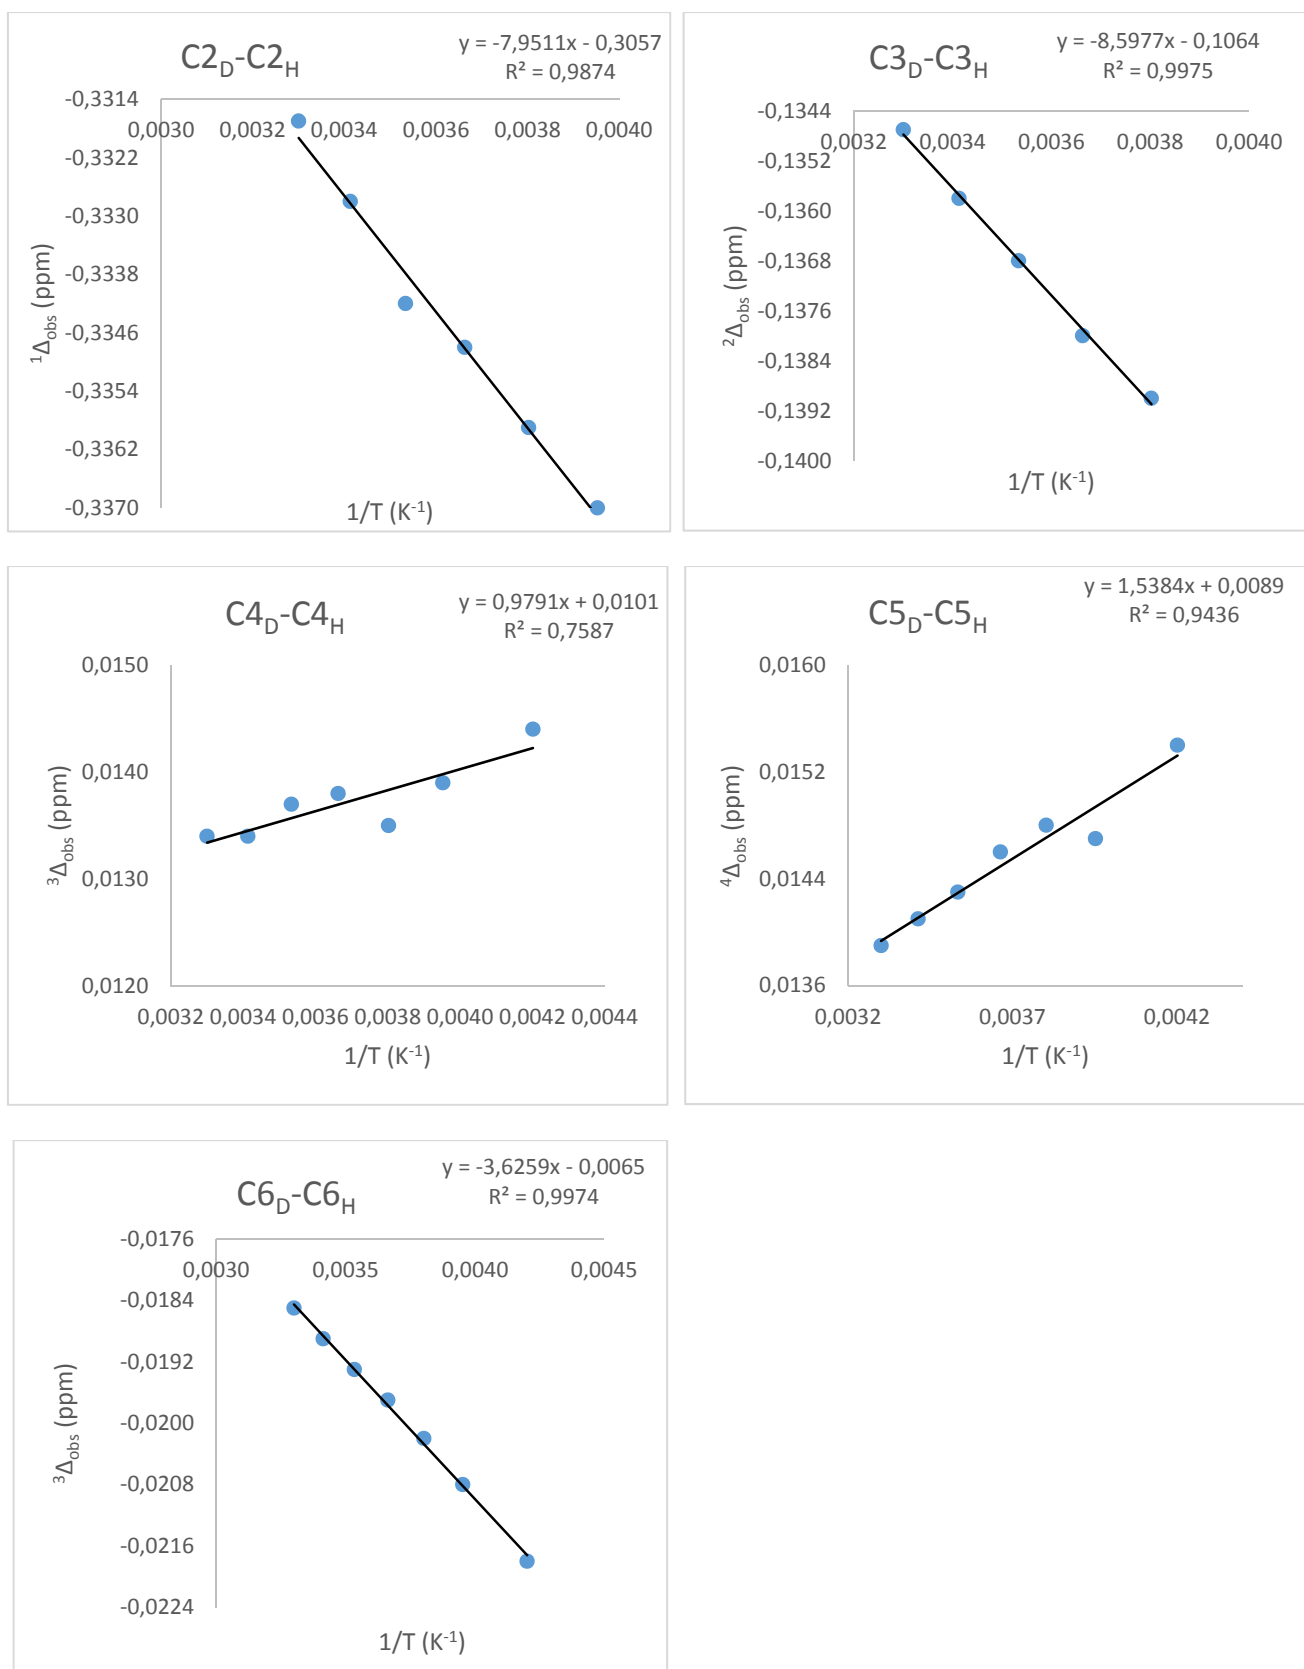 C2D-C2H
y = -7,9511x - 0,3057
R² = 0,9874
-0,3314
0,0030 0,0032 0,0034 0,0036 0,0038 0,0040
-0,3322
-0,3330
-0,3338
-0,3346
-0,3354
-0,3362
-0,3370
¹Δobs (ppm)
1/T (K⁻¹)
C3D-C3H
y = -8,5977x - 0,1064
R² = 0,9975
-0,1344
0,0032 0,0034 0,0036 0,0038 0,0040
-0,1352
-0,1360
-0,1368
-0,1376
-0,1384
-0,1392
-0,1400
²Δobs (ppm)
1/T (K⁻¹)
C4D-C4H
y = 0,9791x + 0,0101
R² = 0,7587
0,0150
0,0140
0,0130
0,0120
³Δobs (ppm)
0,0032 0,0034 0,0036 0,0038 0,0040 0,0042 0,0044
1/T (K⁻¹)
C5D-C5H
y = 1,5384x + 0,0089
R² = 0,9436
0,0160
0,0152
0,0144
0,0136
⁴Δobs (ppm)
0,0032 0,0037 0,0042
1/T (K⁻¹)
C6D-C6H
y = -3,6259x - 0,0065
R² = 0,9974
-0,0176
0,0030 0,0035 0,0040 0,0045
-0,0184
-0,0192
-0,0200
-0,0208
-0,0216
-0,0224
³Δobs (ppm)
1/T (K⁻¹)